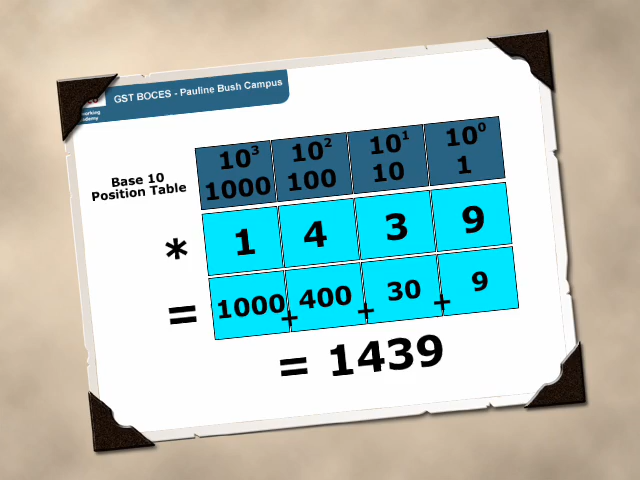 GST BOCES - Pauline Bush Campus
Base 10
Position Table
10³ 10² 10¹ 10⁰
1000 100 10 1
* 1 4 3 9
= 1000 + 400 + 30 + 9
= 1439